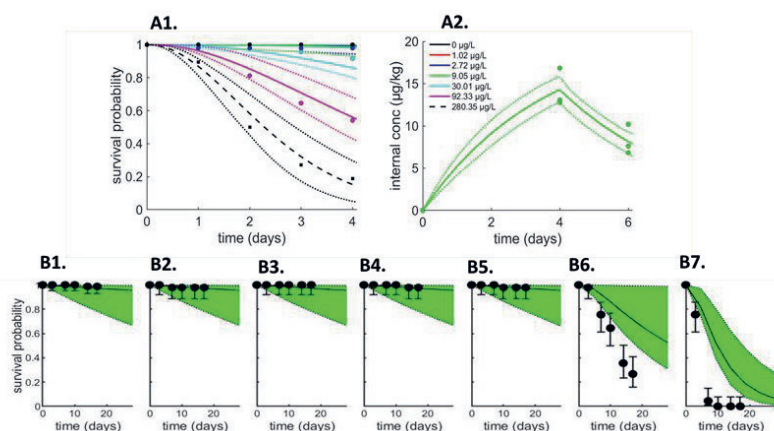 A1.
A2.
survival probability
1
0.8
0.6
0.4
0.2
0
0
1
2
3
4
time (days)
internal conc (µg/kg)
20
15
10
5
0
0
2
4
6
time (days)
0 µg/L
1.02 µg/L
2.72 µg/L
9.05 µg/L
30.01 µg/L
92.33 µg/L
280.35 µg/L
B1.
B2.
B3.
B4.
B5.
B6.
B7.
survival probability
1
0.8
0.6
0.4
0.2
0
0 10 20
0 10 20
0 10 20
0 10 20
0 10 20
0 10 20
0 10 20
time (days)
time (days)
time (days)
time (days)
time (days)
time (days)
time (days)